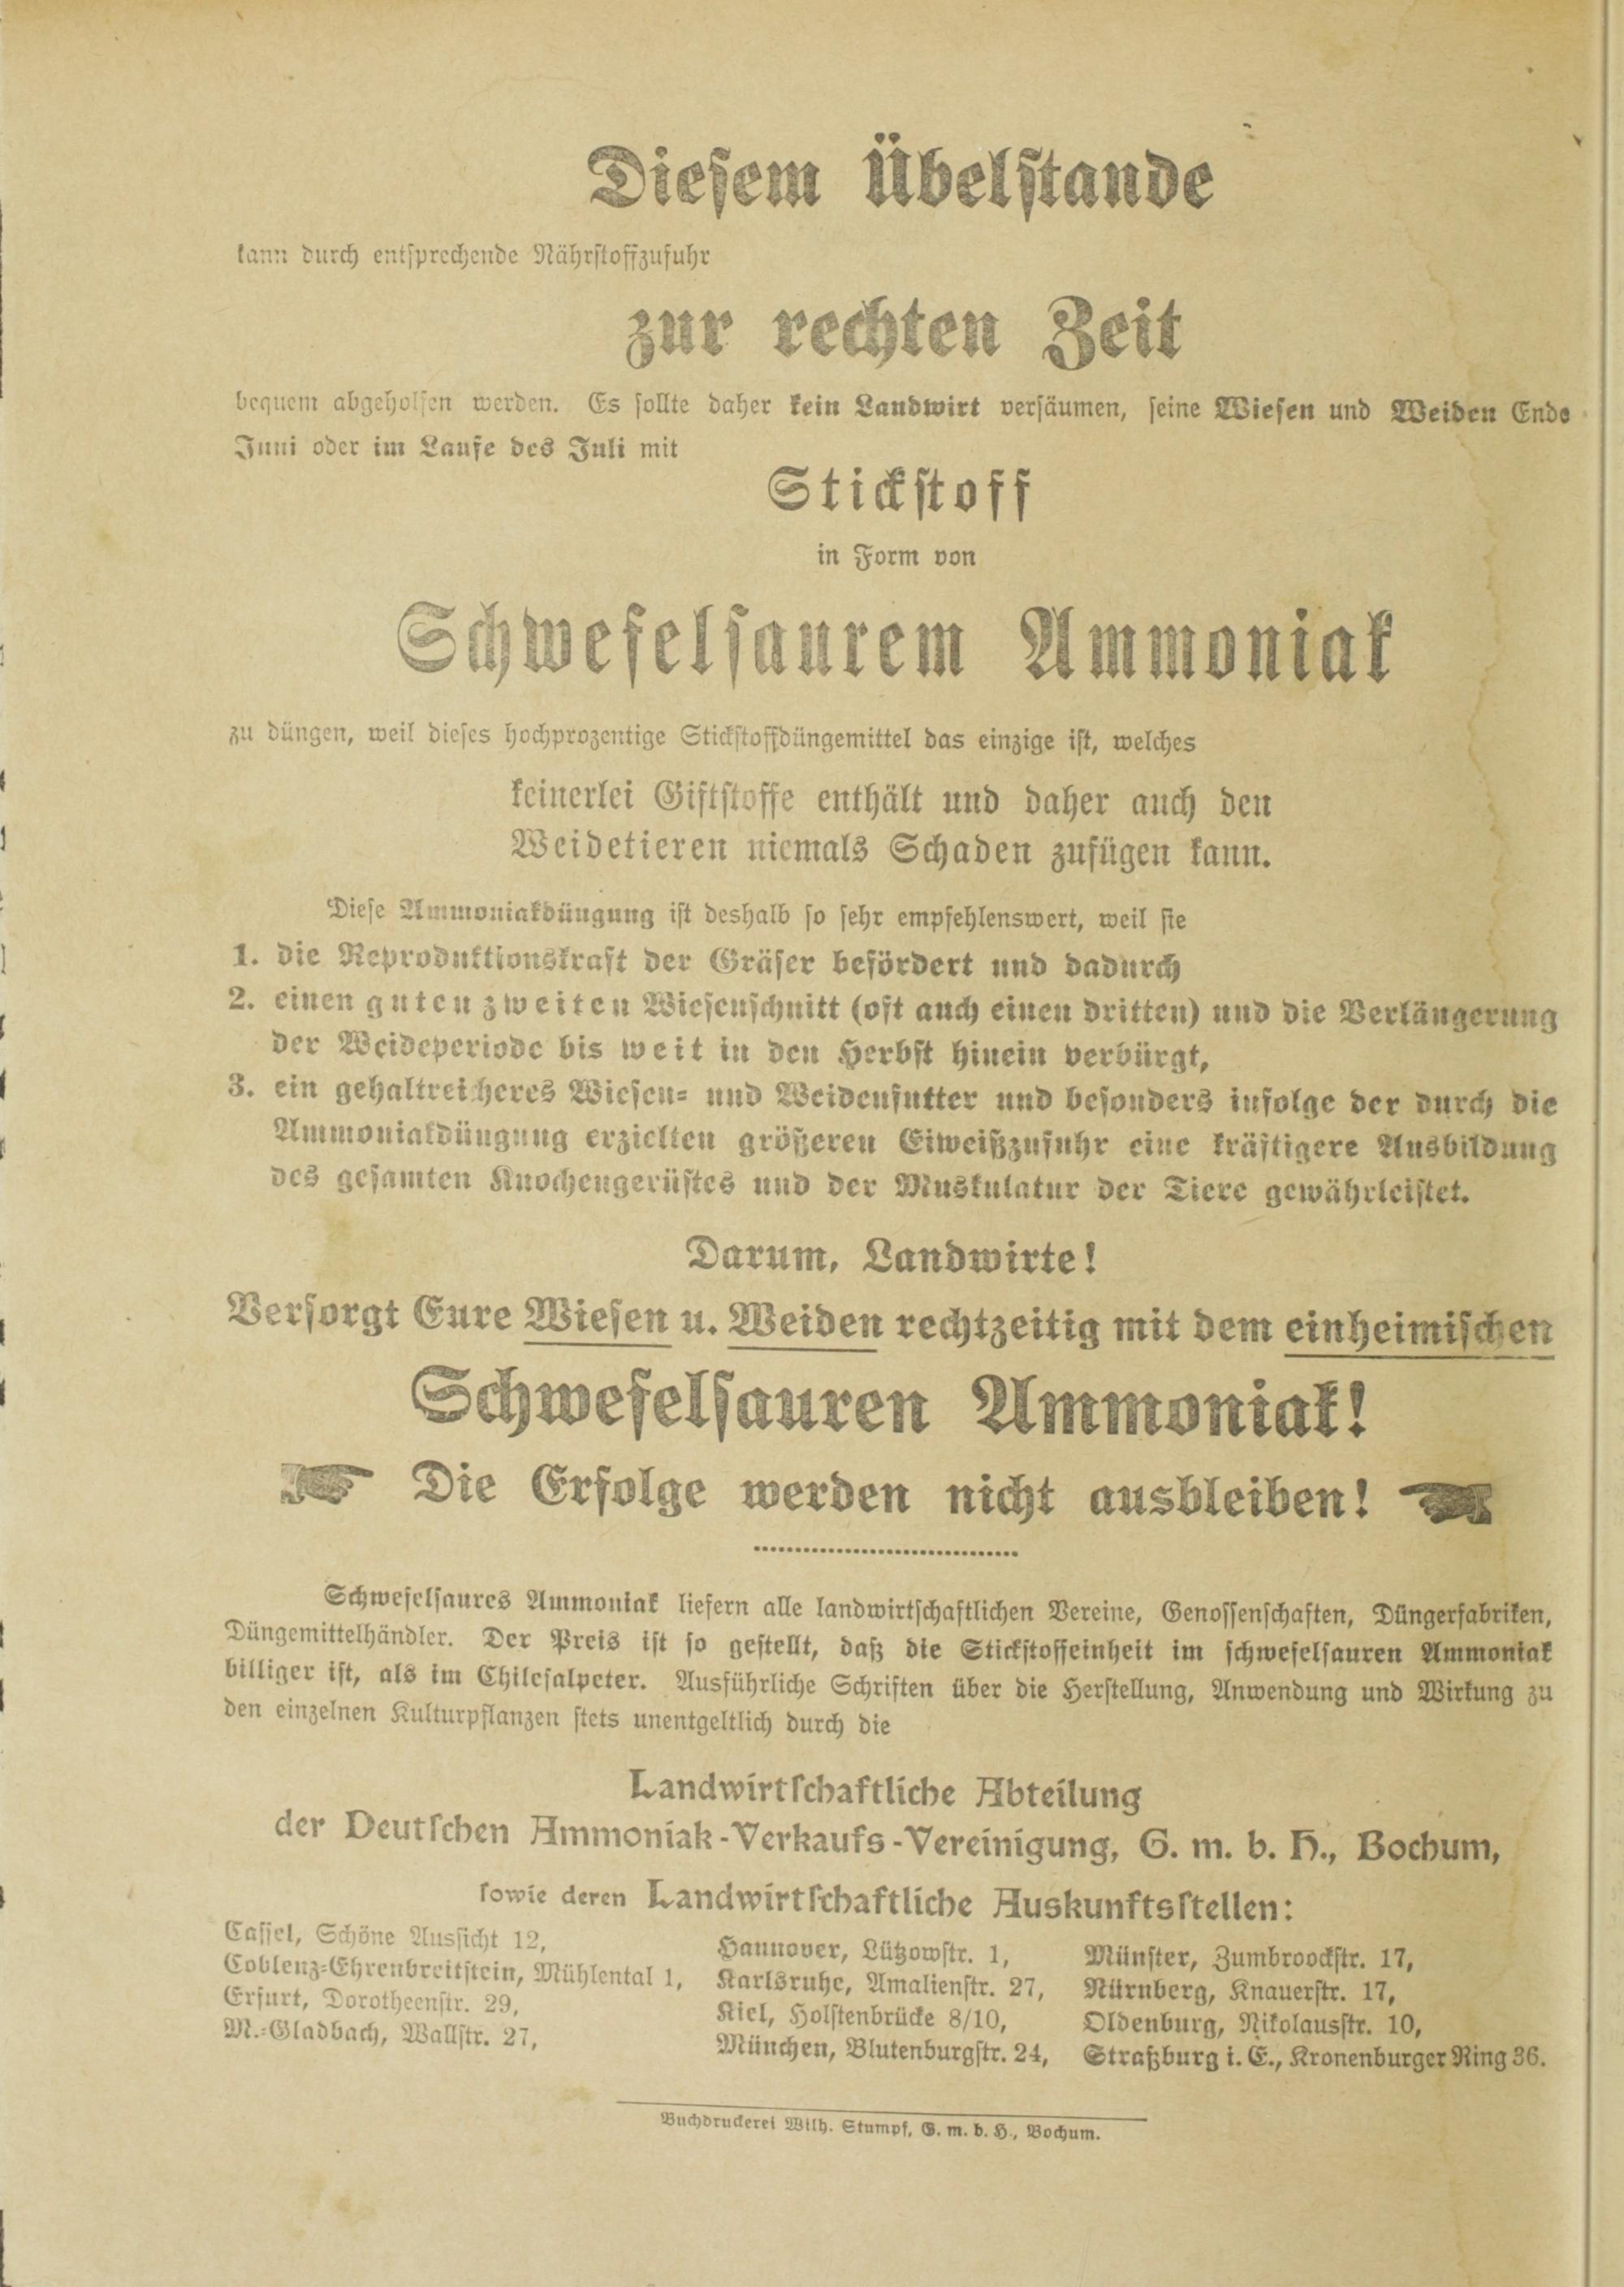 Diesem Übelstande
kann durch entsprechende Nährstoffzufuhr
zur rechten Zeit
bequem abgeholfen werden. Es sollte daher kein Landwirt versäumen, seine Wiesen und Weiden Ende
Juni oder im Laufe des Juli mit
Stickstoff
in Form von
Schwefelsaurem Ammoniak
zu düngen, weil dieses hochprozentige Stickstoffdüngemittel das einzige ist, welches
keinerlei Giftstoffe enthält und daher auch den
Weidetieren niemals Schaden zufügen kann.
Diese Ammoniakdüngung ist deshalb so sehr empfehlenswert, weil sie
1. die Reproduktionskraft der Gräser befördert und dadurch
2. einen guten zweiten Wiesenschnitt (oft auch einen dritten) und die Verlängerung
der Weideperiode bis weit in den Herbst hinein verbürgt,
3. ein gehaltreicheres Wiesen- und Weidenfutter und besonders infolge der durch die
Ammoniakdüngung erzielten größeren Eiweißzufuhr eine kräftigere Ausbildung
des gesamten Knochengerüstes und der Muskulatur der Tiere gewährleistet.
Darum, Landwirte!
Versorgt Eure Wiesen u. Weiden rechtzeitig mit dem einheimischen
Schwefelsauren Ammoniak!
Die Erfolge werden nicht ausbleiben!
Schwefelsaures Ammoniak liefern alle landwirtschaftlichen Vereine, Genossenschaften, Düngerfabriken,
Düngemittelhändler. Der Preis ist so gestellt, daß die Stickstoffeinheit im schwefelsauren Ammoniak
billiger ist, als im Chilesalpeter. Ausführliche Schriften über die Herstellung, Anwendung und Wirkung zu
den einzelnen Kulturpflanzen stets unentgeltlich durch die
Landwirtschaftliche Abteilung
der Deutschen Ammoniak-Verkaufs-Vereinigung, G. m. b. H., Bochum,
sowie deren Landwirtschaftliche Auskunftsstellen:
Cassel, Schöne Aussicht 12,
Coblenz-Ehrenbreitstein, Mühlental 1,
Erfurt, Dorotheenstr. 29,
M.-Gladbach, Wallstr. 27,
Hannover, Lützowstr. 1,
Karlsruhe, Amalienstr. 27,
Kiel, Holstenbrücke 8/10,
München, Blutenburgstr. 24,
Münster, Zumbroockstr. 17,
Nürnberg, Knauerstr. 17,
Oldenburg, Nikolausstr. 10,
Straßburg i. E., Kronenburger Ring 36.
Buchdruckerei Wilh. Stumpf, G. m. b. H., Bochum.